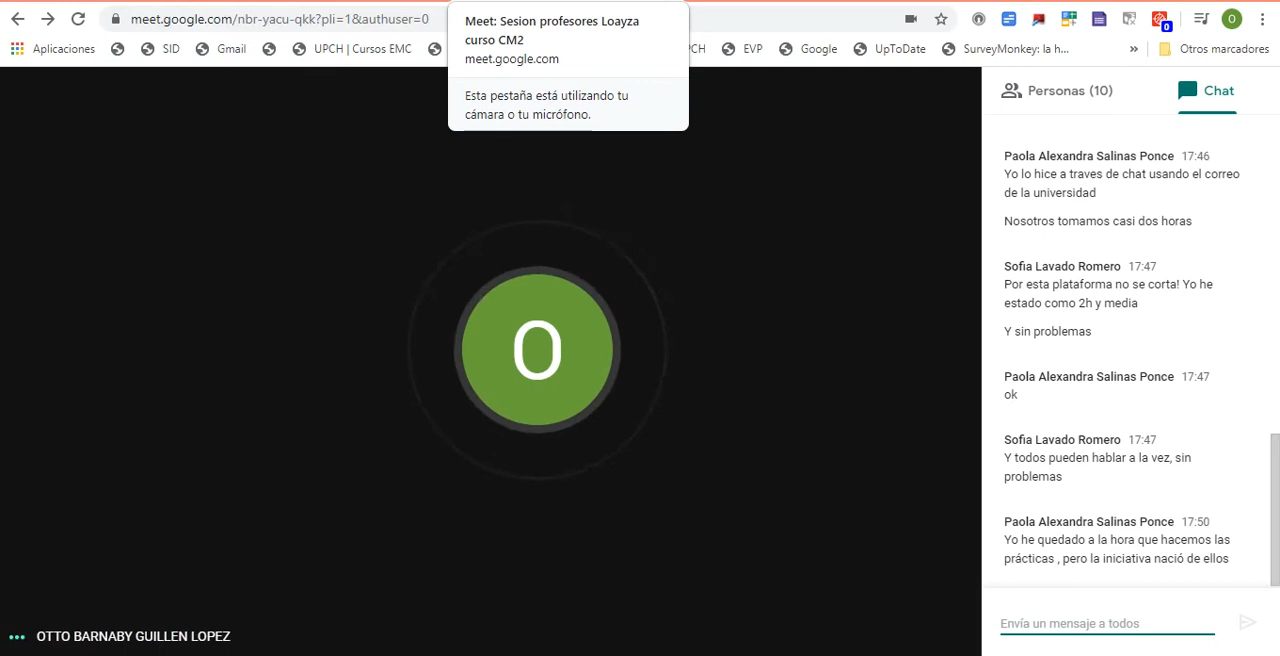 meet.google.com/nbr-yacu-qkk?pli=1&authuser=0
Meet: Sesion profesores Loayza
curso CM2
meet.google.com
Esta pestaña está utilizando tu
cámara o tu micrófono.
0
O
Aplicaciones
SID
Gmail
UPCH | Cursos EMC
PCH
EVP
Google
UpToDate
SurveyMonkey: la h...
»
Otros marcadores
Personas (10)
Chat
Paola Alexandra Salinas Ponce 17:46
Yo lo hice a traves de chat usando el correo
de la universidad
Nosotros tomamos casi dos horas
Sofia Lavado Romero 17:47
Por esta plataforma no se corta! Yo he
estado como 2h y media
Y sin problemas
Paola Alexandra Salinas Ponce 17:47
ok
Sofia Lavado Romero 17:47
Y todos pueden hablar a la vez, sin
problemas
Paola Alexandra Salinas Ponce 17:50
Yo he quedado a la hora que hacemos las
prácticas , pero la iniciativa nació de ellos
Envía un mensaje a todos
O
OTTO BARNABY GUILLEN LOPEZ